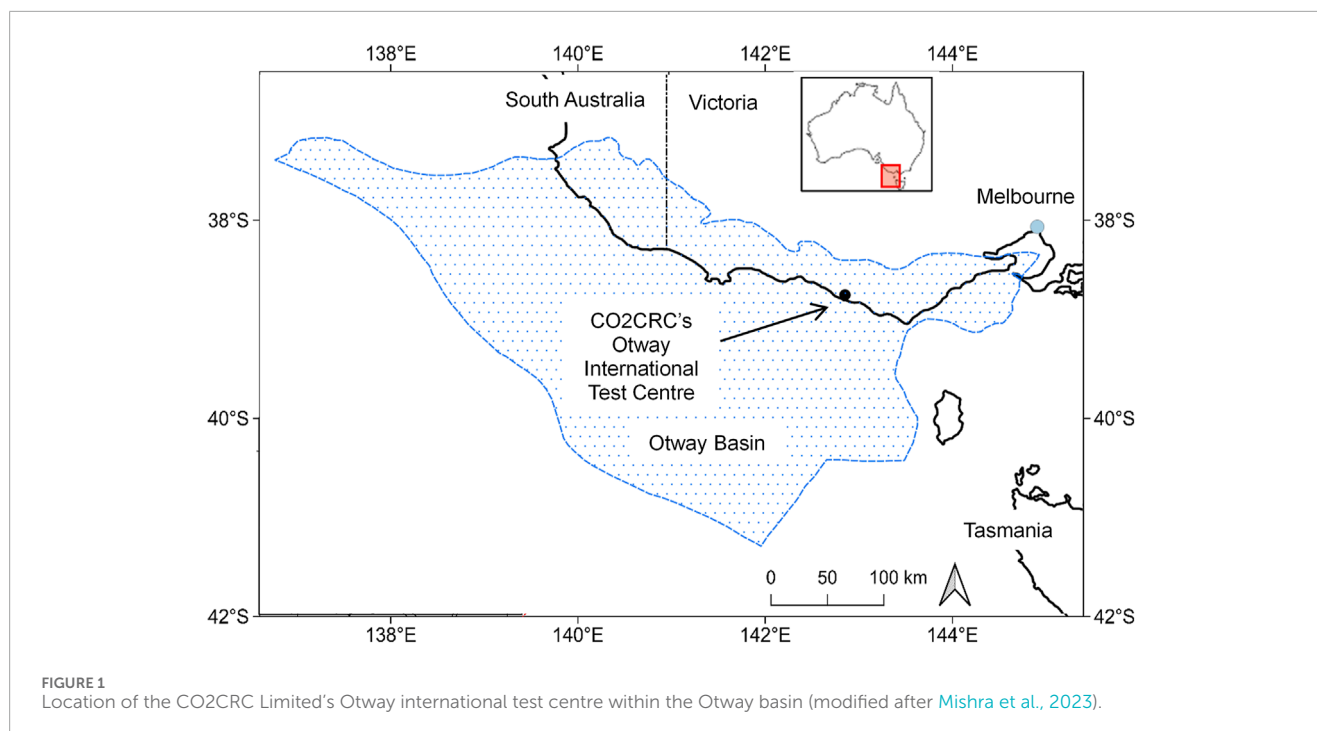 138°E 140°E 142°E 144°E
South Australia Victoria
Melbourne
38°S 38°S
CO2CRC's
Otway
International
Test Centre
40°S 40°S
Otway Basin
Tasmania
0 50 100 km
42°S 42°S
138°E 140°E 142°E 144°E
FIGURE 1
Location of the CO2CRC Limited's Otway international test centre within the Otway basin (modified after Mishra et al., 2023).